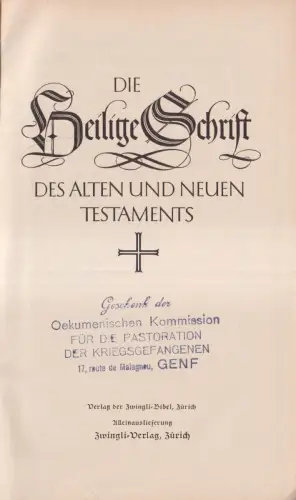 DIE
Heilige Schrift
DES ALTEN UND NEUEN
TESTAMENTS
Geschenk der
Oekumenischen Kommission
FÜR DIE PASTORATION
DER KRIEGSGEFANGENEN
17, route de Malagnou, GENF
Verlag der Zwingli-Bibel, Zürich
Alleinauslieferung
Zwingli-Verlag, Zürich